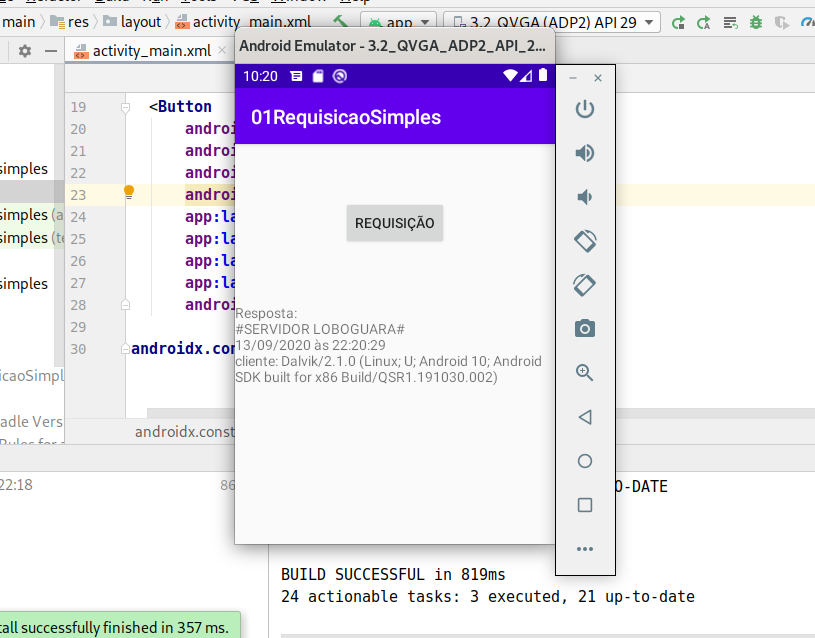 main res layout activity_main.xml app 3.2_QVGA (ADP2) API 29
activity_main.xml
Android Emulator - 3.2_QVGA_ADP2_API_2...
10:20
01RequisicaoSimples
REQUISIÇÃO
Resposta:
#SERVIDOR LOBOGUARA#
13/09/2020 às 22:20:29
cliente: Dalvik/2.1.0 (Linux; U; Android 10; Android
SDK built for x86 Build/QSR1.191030.002)
19 <Button
20 androi
21 androi
22 androi
23 androi
24 app:la
25 app:la
26 app:la
27 app:la
28 androi
29
30 androidx.con
simples
simples (a
simples (te
simples
icaoSimpl
adle Vers
androidx.const
22:18 86
O-DATE
BUILD SUCCESSFUL in 819ms
24 actionable tasks: 3 executed, 21 up-to-date
tall successfully finished in 357 ms.